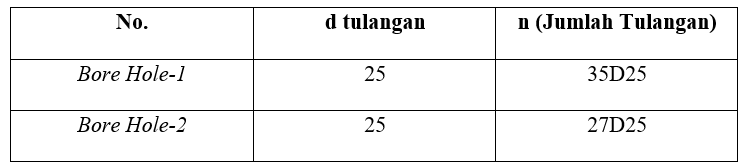 No. d tulangan n (Jumlah Tulangan)
Bore Hole-1 25 35D25
Bore Hole-2 25 27D25